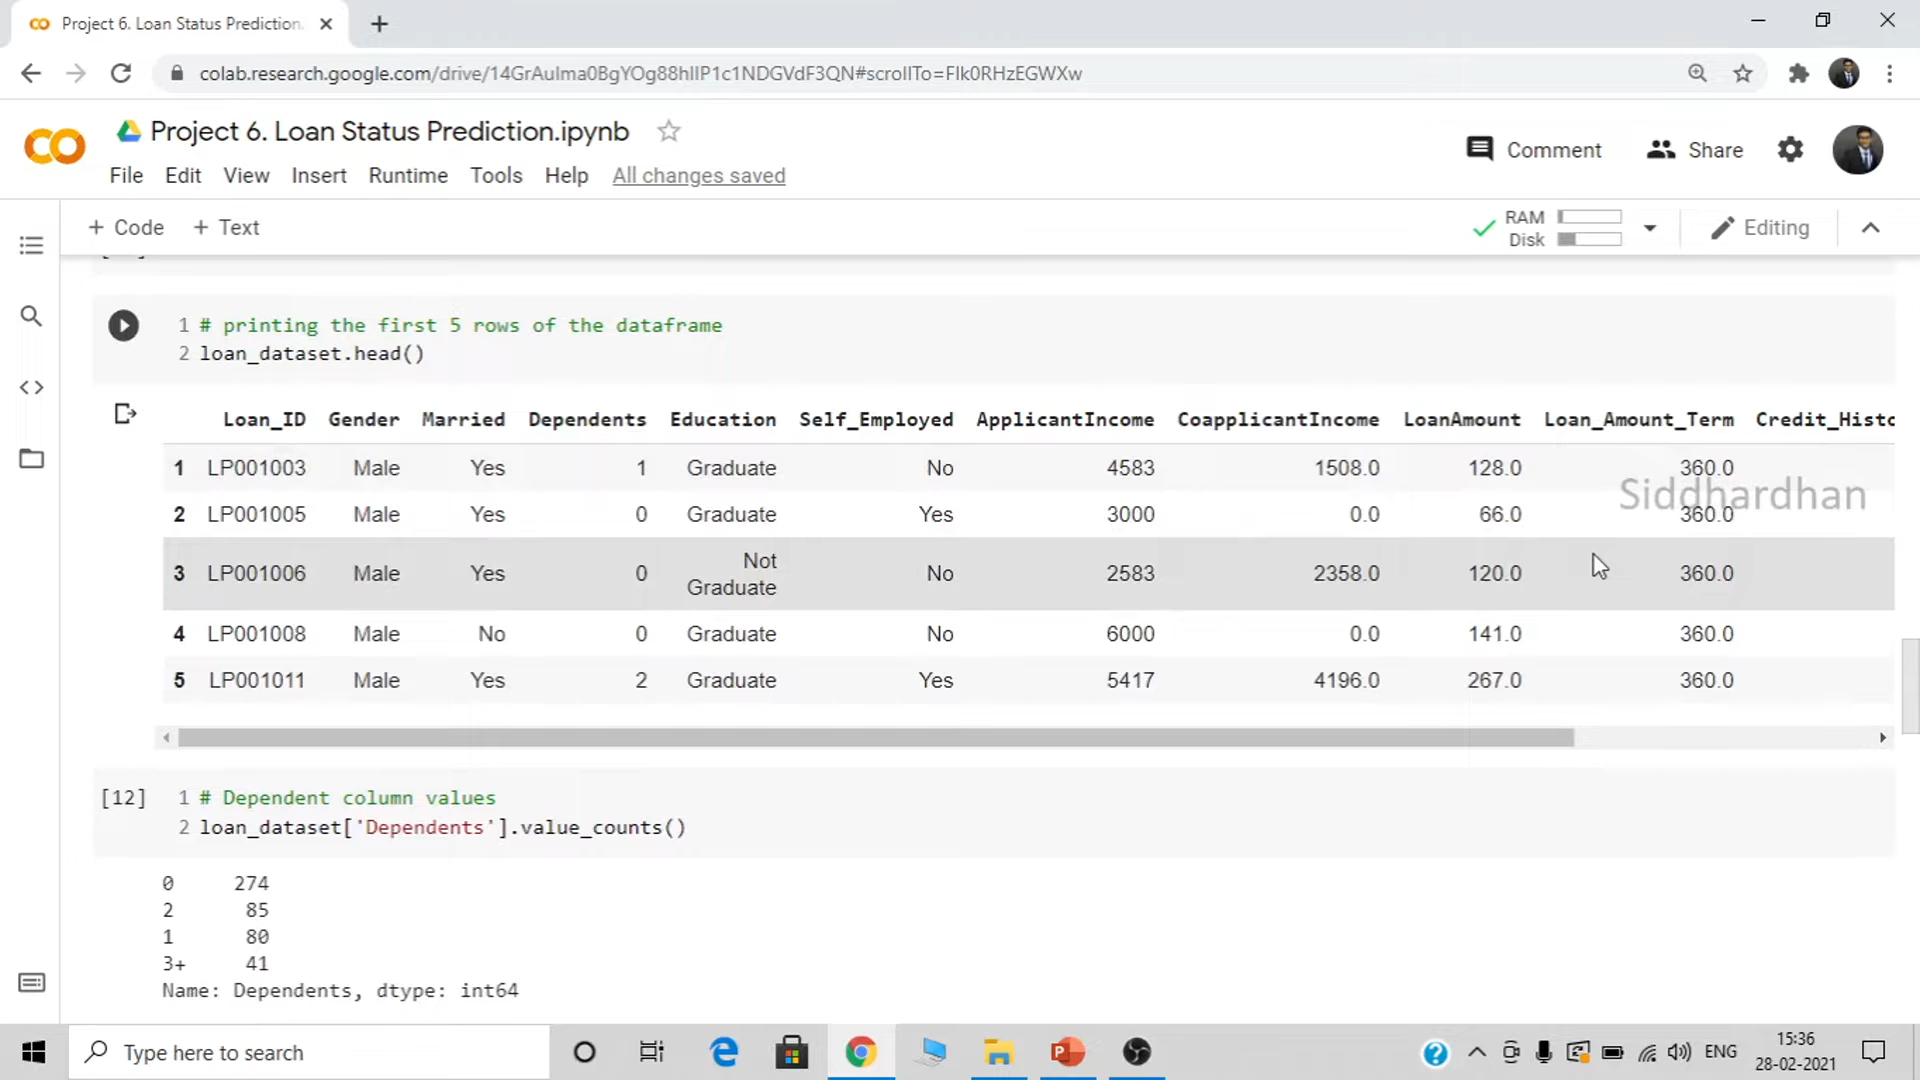 Project 6. Loan Status Prediction.
colab.research.google.com/drive/14GrAuIma0BgYOg88hIIP1c1NDGVdF3QN#scrollTo=FIk0RHzEGWXw
Project 6. Loan Status Prediction.ipynb
Comment Share
File Edit View Insert Runtime Tools Help All changes saved
+ Code + Text
RAM
Disk
Editing
1 # printing the first 5 rows of the dataframe
2 loan_dataset.head()
Loan_ID Gender Married Dependents Education Self_Employed ApplicantIncome CoapplicantIncome LoanAmount Loan_Amount_Term Credit_Histo
1 LP001003 Male Yes 1 Graduate No 4583 1508.0 128.0 360.0
Siddhardhan
2 LP001005 Male Yes 0 Graduate Yes 3000 0.0 66.0 360.0
3 LP001006 Male Yes 0 Not Graduate No 2583 2358.0 120.0 360.0
4 LP001008 Male No 0 Graduate No 6000 0.0 141.0 360.0
5 LP001011 Male Yes 2 Graduate Yes 5417 4196.0 267.0 360.0
[12] 1 # Dependent column values
2 loan_dataset['Dependents'].value_counts()
0 274
2 85
1 80
3+ 41
Name: Dependents, dtype: int64
Type here to search
ENG
15:36
28-02-2021